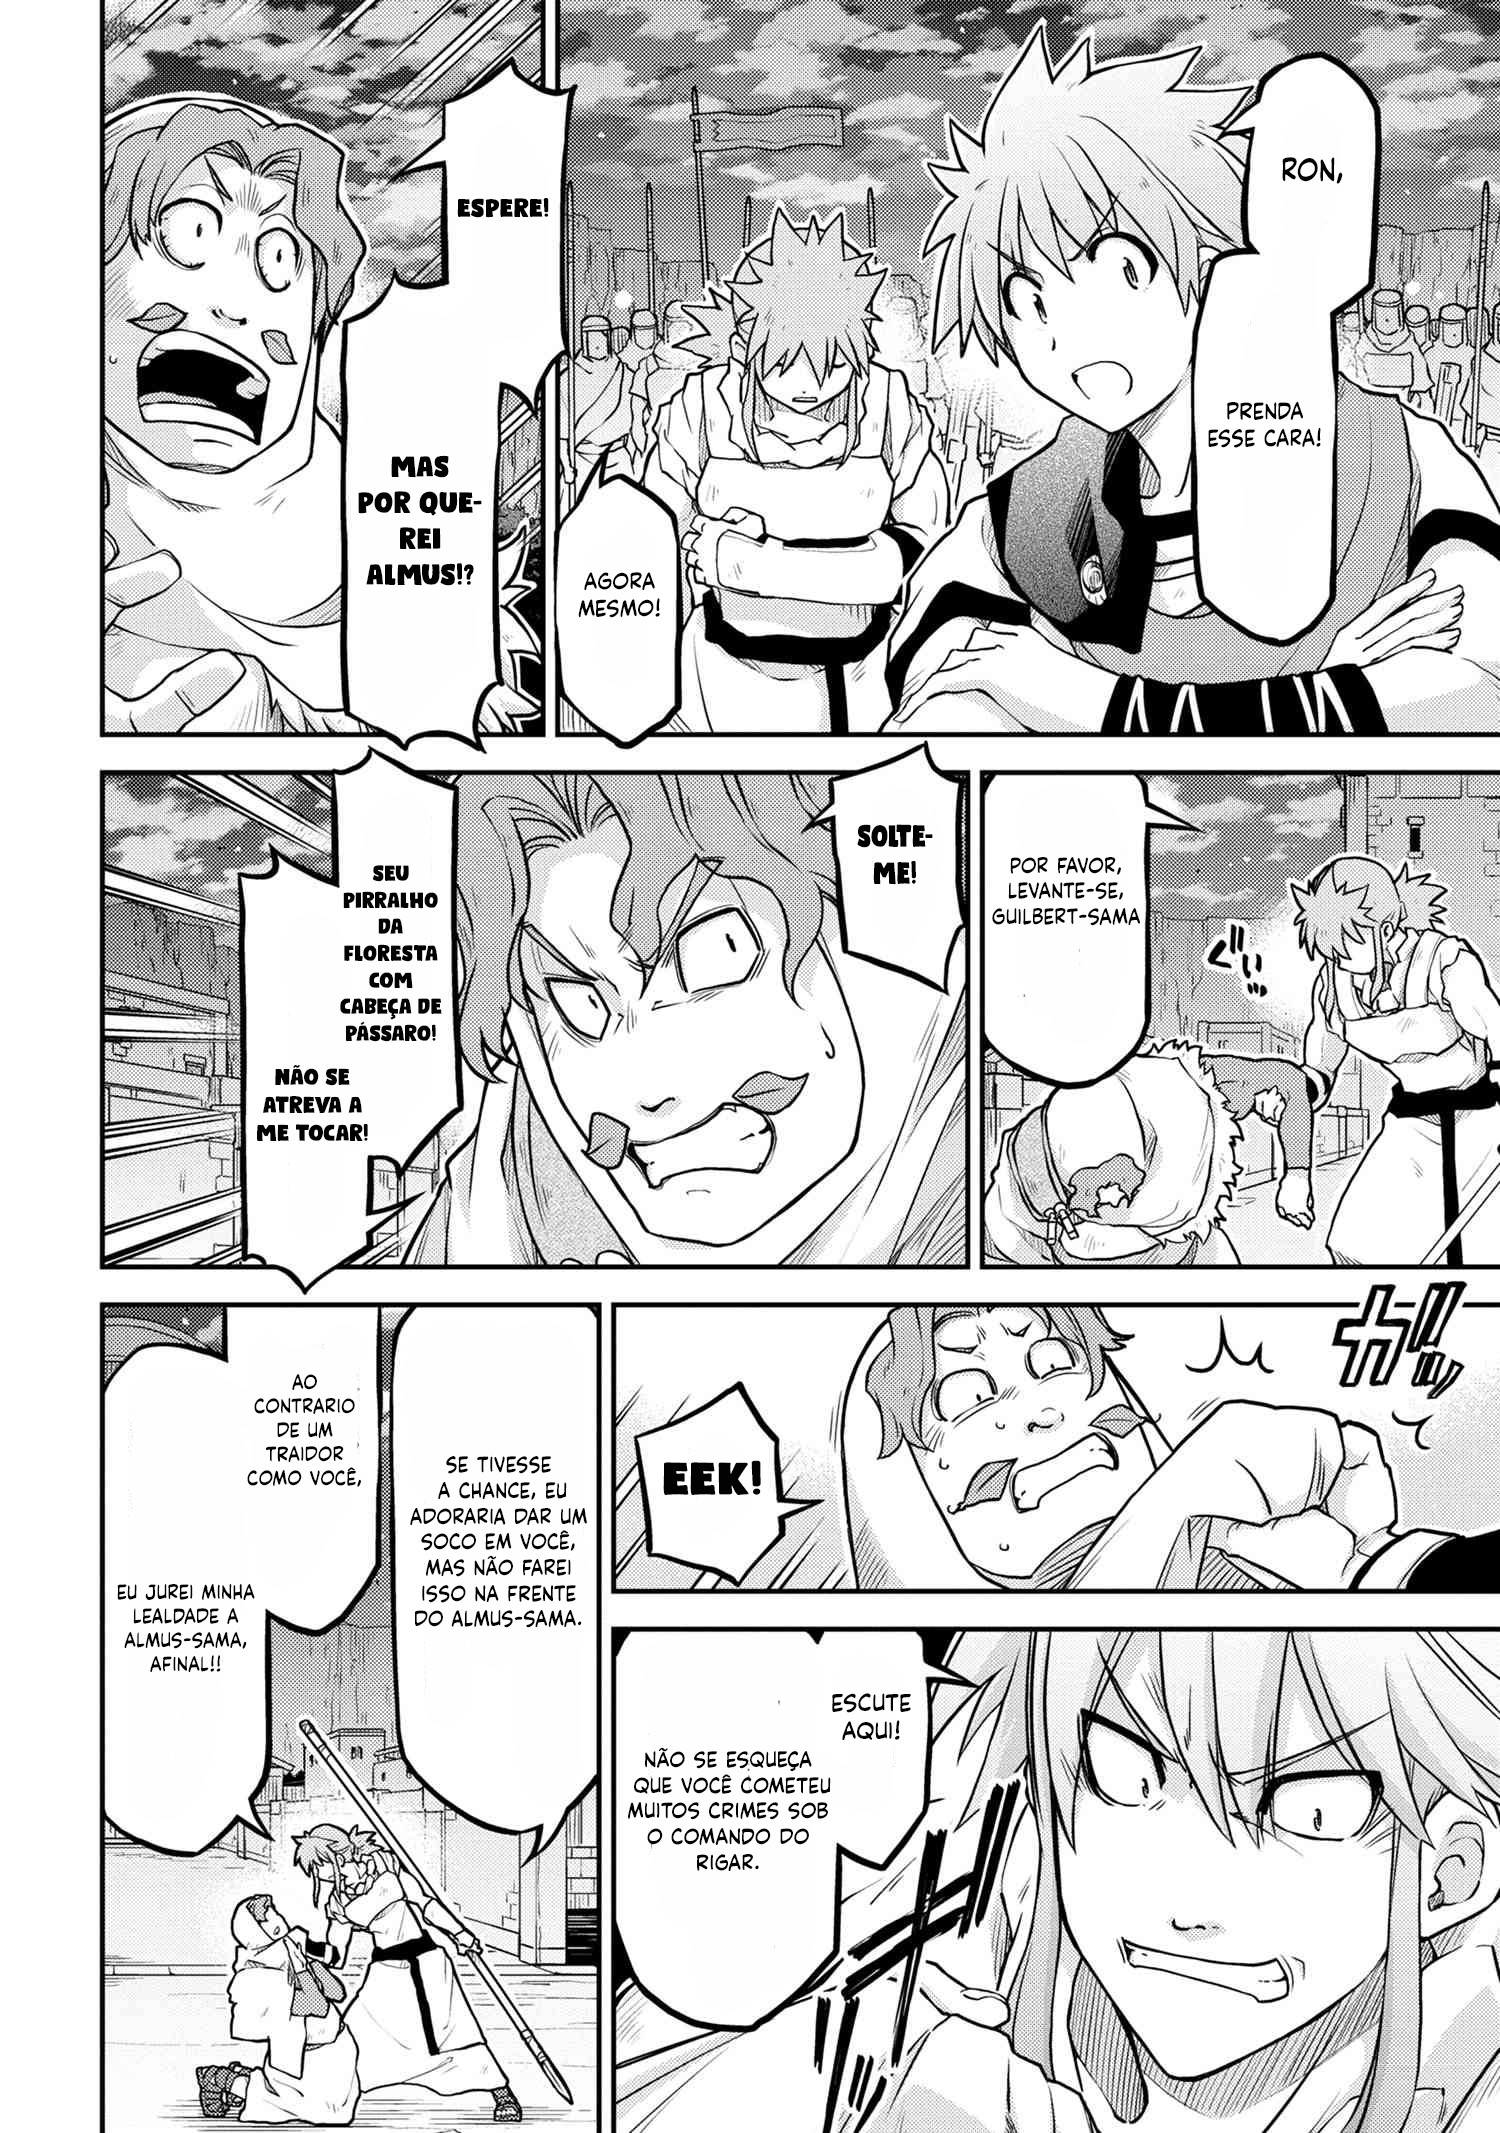 RON,
PRENDA
ESSE CARA!
AGORA
MESMO!
ESPERE!
MAS
POR QUE-
REI
ALMUS!?
POR FAVOR,
LEVANTE-SE,
GUILBERT-SAMA
ぐい…
SOLTE-
ME!
SEU
PIRRALHO
DA
FLORESTA
COM
CABEÇA DE
PÁSSARO!
NÃO SE
ATREVA A
ME TOCAR!
ガッ
EEK!
ESCUTE
AQUI!
NÃO SE ESQUEÇA
QUE VOCÊ COMETEU
MUITOS CRIMES SOB
O COMANDO DO
RIGAR.
SE TIVESSE
A CHANCE, EU
ADORARIA DAR UM
SOCO EM VOCÊ,
MAS NÃO FAREI
ISSO NA FRENTE
DO ALMUS-SAMA.
AO
CONTRARIO
DE UM
TRAIDOR
COMO VOCÊ,
EU JUREI MINHA
LEALDADE A
ALMUS-SAMA,
AFINAL!!